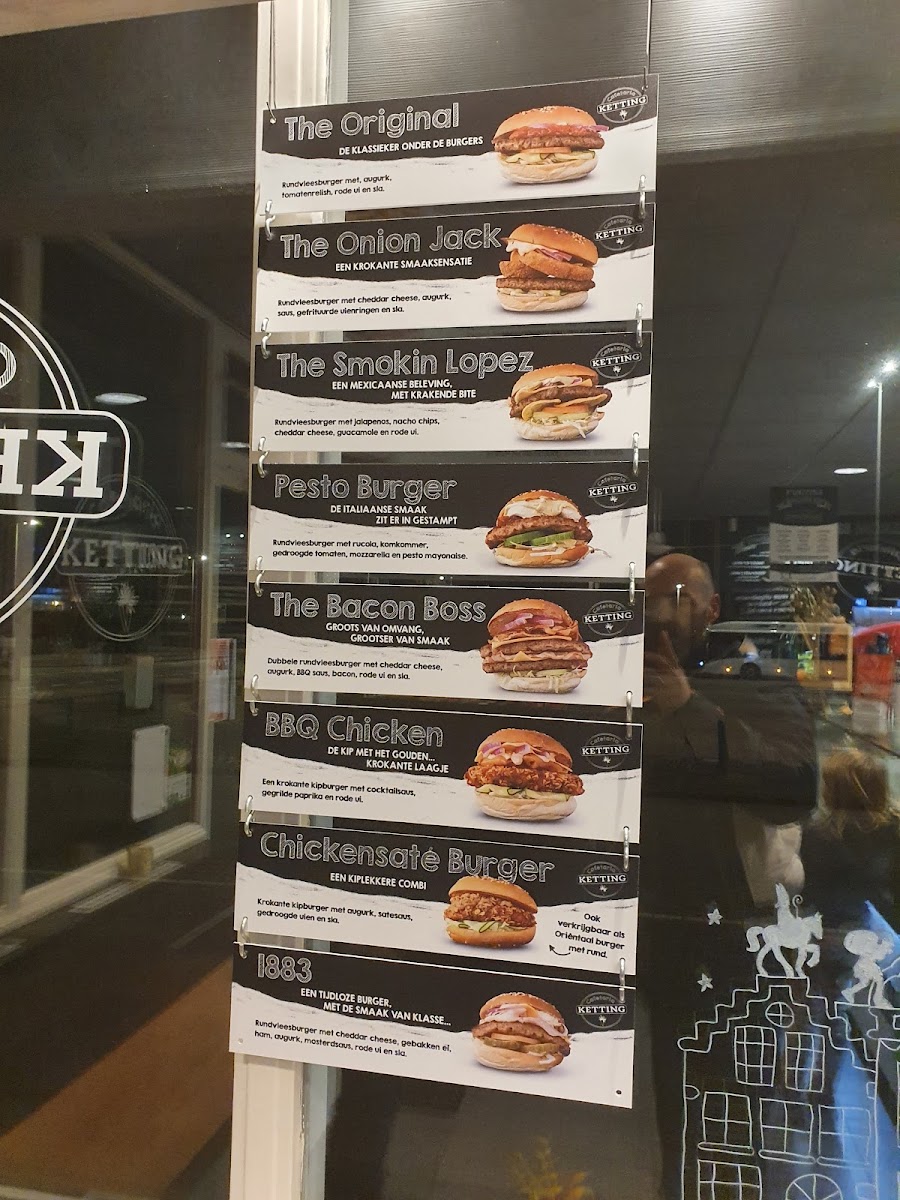 The Original
DE KLASSIEKER ONDER DE BURGERS
Rundvleesburger met, augurk,
tomatenrelish, rode ui en sla.
Cafetaria
KETTING
The Onion Jack
EEN KROKANTE SMAAKSENSATIE
Rundvleesburger met cheddar cheese, augurk,
saus, gefrituurde uienringen en sla.
Cafetaria
KETTING
The Smokin Lopez
EEN MEXICAANSE BELEVING,
MET KRAKENDE BITE
Rundvleesburger met jalapenos, nacho chips,
cheddar cheese, guacamole en rode ui.
Cafetaria
KETTING
Pesto Burger
DE ITALIAANSE SMAAK
ZIT ER IN GESTAMPT
Rundvleesburger met rucola, komkommer,
gedroogde tomaten, mozzarella en pesto mayonaise.
Cafetaria
KETTING
The Bacon Boss
GROOTS VAN OMVANG,
GROOTSER VAN SMAAK
Dubbele rundvleesburger met cheddar cheese,
augurk, BBQ saus, bacon, rode ui en sla.
Cafetaria
KETTING
BBQ Chicken
DE KIP MET HET GOUDEN...
KROKANTE LAAGJE
Een krokante kipburger met cocktailsaus,
gegrilde paprika en rode ui.
Cafetaria
KETTING
Chickensaté Burger
EEN KIPLEKKERE COMBI
Krokante kipburger met augurk, satesaus,
gedroogde uien en sla.
Ook
verkrijgbaar als
Oriëntaal burger
met rund.
Cafetaria
KETTING
1883
EEN TIJDLOZE BURGER,
MET DE SMAAK VAN KLASSE...
Rundvleesburger met cheddar cheese, gebakken ei,
ham, augurk, mosterdsaus, rode ui en sla.
Cafetaria
KETTING
KETTING